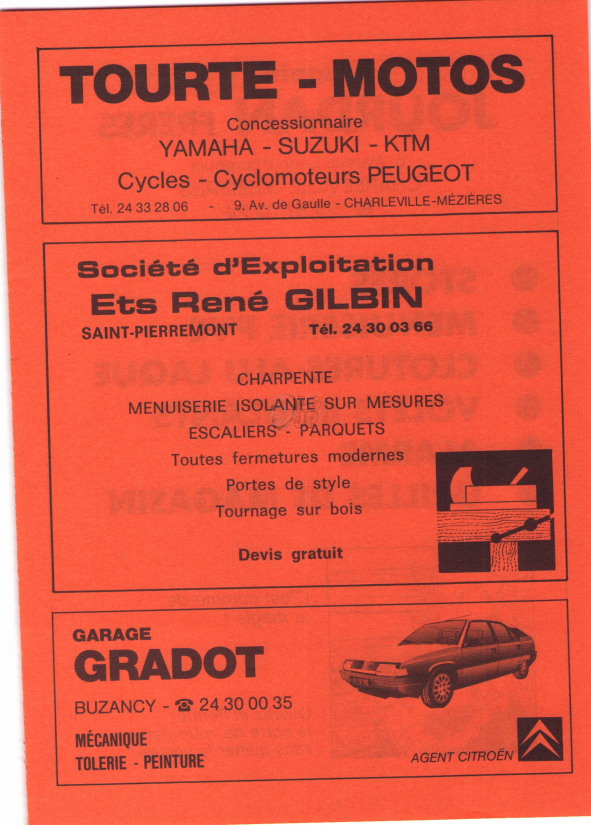 TOURTE - MOTOS
Concessionnaire
YAMAHA - SUZUKI - KTM
Cycles - Cyclomoteurs PEUGEOT
Tél. 24 33 28 06 - 9. Av. de Gaulle - CHARLEVILLE-MÉZIÈRES
Société d'Exploitation
Ets René GILBIN
SAINT-PIERREMONT Tél. 24 30 03 66
CHARPENTE
MENUISERIE ISOLANTE SUR MESURES
ESCALIERS - PARQUETS
Toutes fermetures modernes
Portes de style
Tournage sur bois
Devis gratuit
GARAGE
GRADOT
BUZANCY - ☎ 24 30 00 35
MÉCANIQUE
TOLERIE - PEINTURE
AGENT CITROËN